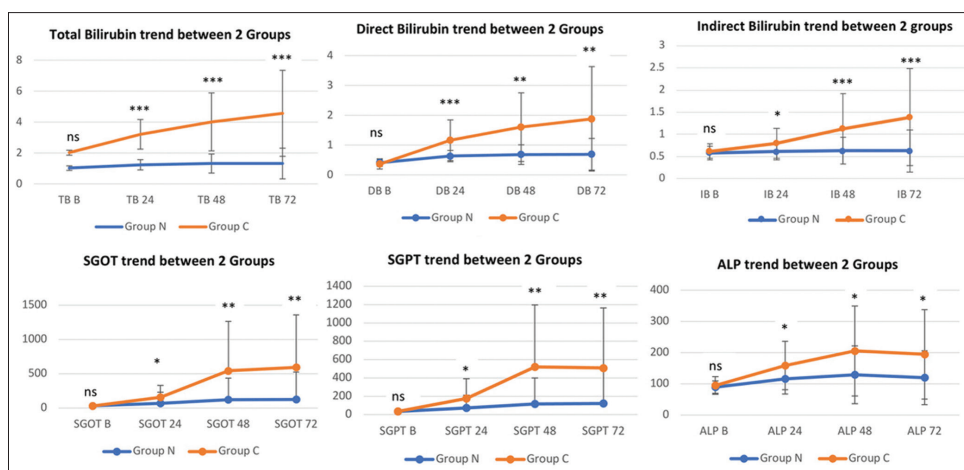 Total Bilirubin trend between 2 Groups
8
6
4
2
0
ns
***
***
***
TB B TB 24 TB 48 TB 72
Group N Group C
Direct Bilirubin trend between 2 Groups
4
3
2
1
0
ns
***
**
**
DB B DB 24 DB 48 DB 72
Group N Group C
Indirect Bilirubin trend between 2 groups
3
2.5
2
1.5
1
0.5
0
ns
*
***
***
IB B IB 24 IB 48 IB 72
Group N Group C
SGOT trend between 2 Groups
1500
1000
500
0
ns
*
**
**
SGOT B SGOT 24 SGOT 48 SGOT 72
Group N Group C
SGPT trend between 2 Groups
1400
1200
1000
800
600
400
200
0
ns
*
**
**
SGPT B SGPT 24 SGPT 48 SGPT 72
Group N Group C
ALP trend between 2 Groups
400
300
200
100
0
ns
*
*
*
ALP B ALP 24 ALP 48 ALP 72
Group N Group C